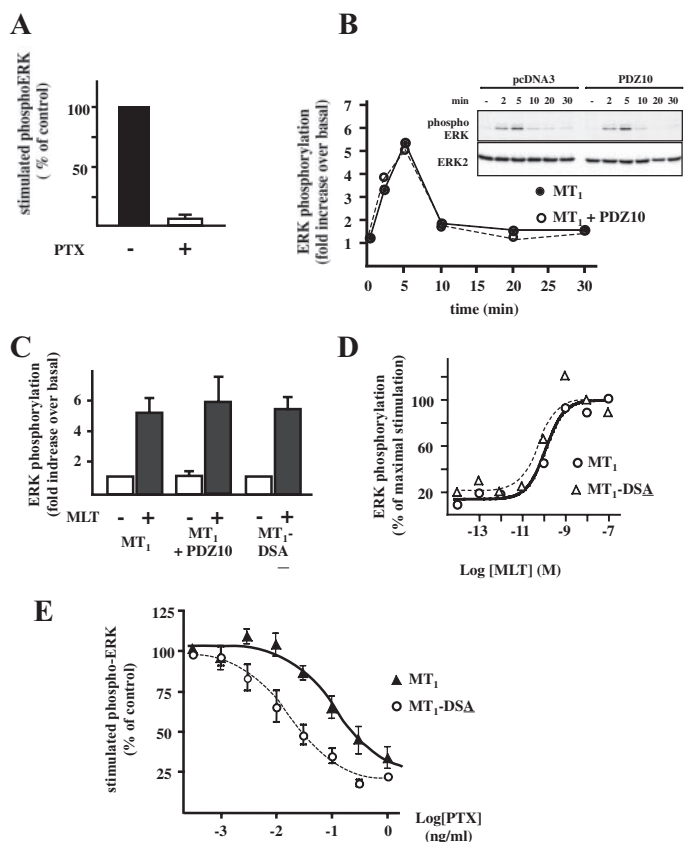 A
stimulated phosphoERK
( % of control)
100
50
PTX - +
B
ERK phosphorylation
(fold increase over basal)
7
6
5
4
3
2
1
0 5 10 15 20 25 30
time (min)
pcDNA3 PDZ10
min - 2 5 10 20 30 - 2 5 10 20 30
phospho
ERK
ERK2
MT1
MT1 + PDZ10
C
ERK phosphorylation
(fold indrease over basal)
6
4
2
MLT - + - + - +
MT1
MT1
+ PDZ10
MT1-
DSA
D
ERK phosphorylation
(% of maximal stimulation)
100
60
20
-13 -11 -9 -7
Log [MLT] (M)
MT1
MT1-DSA
E
stimulated phospho-ERK
(% of control)
125
100
75
50
25
-3 -2 -1 0
Log[PTX]
(ng/ml)
MT1
MT1-DSA